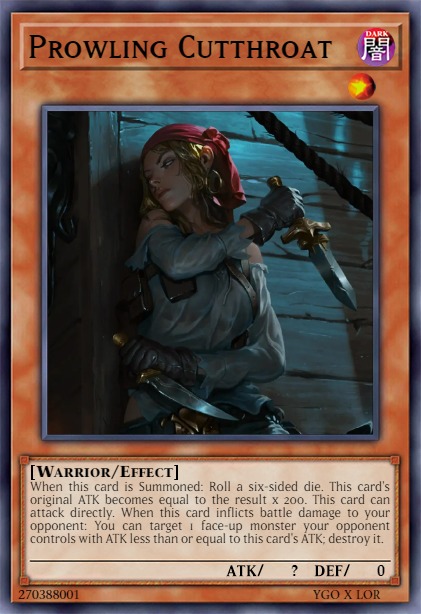 PROWLING CUTTHROAT
DARK
闇
[WARRIOR/EFFECT]
When this card is Summoned: Roll a six-sided die. This card's
original ATK becomes equal to the result x 200. This card can
attack directly. When this card inflicts battle damage to your
opponent: You can target 1 face-up monster your opponent
controls with ATK less than or equal to this card's ATK; destroy it.
ATK/ ? DEF/ 0
270388001 YGO X LOR